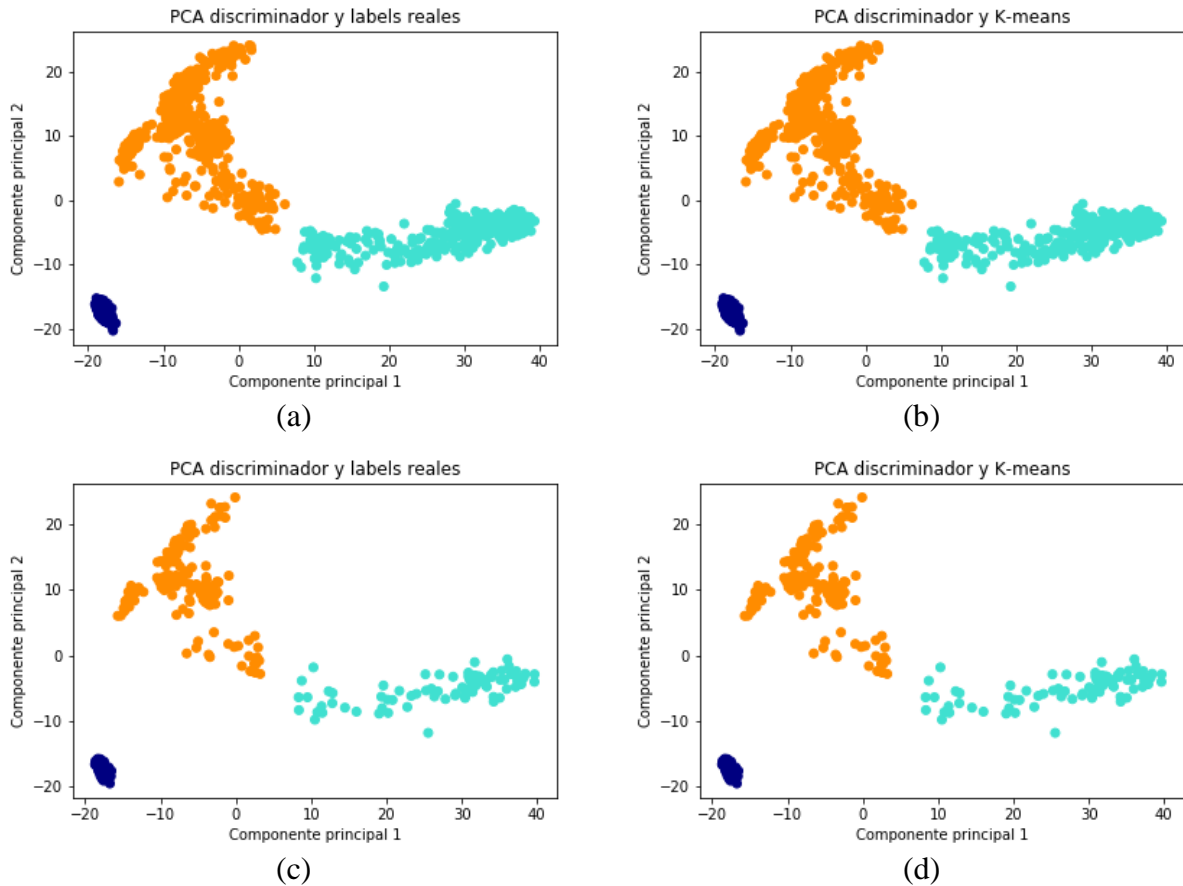 PCA discriminador y labels reales
Componente principal 2
20
10
0
−10
−20
−20 −10 0 10 20 30 40
Componente principal 1
(a)
PCA discriminador y K-means
Componente principal 2
20
10
0
−10
−20
−20 −10 0 10 20 30 40
Componente principal 1
(b)
PCA discriminador y labels reales
Componente principal 2
20
10
0
−10
−20
−20 −10 0 10 20 30 40
Componente principal 1
(c)
PCA discriminador y K-means
Componente principal 2
20
10
0
−10
−20
−20 −10 0 10 20 30 40
Componente principal 1
(d)